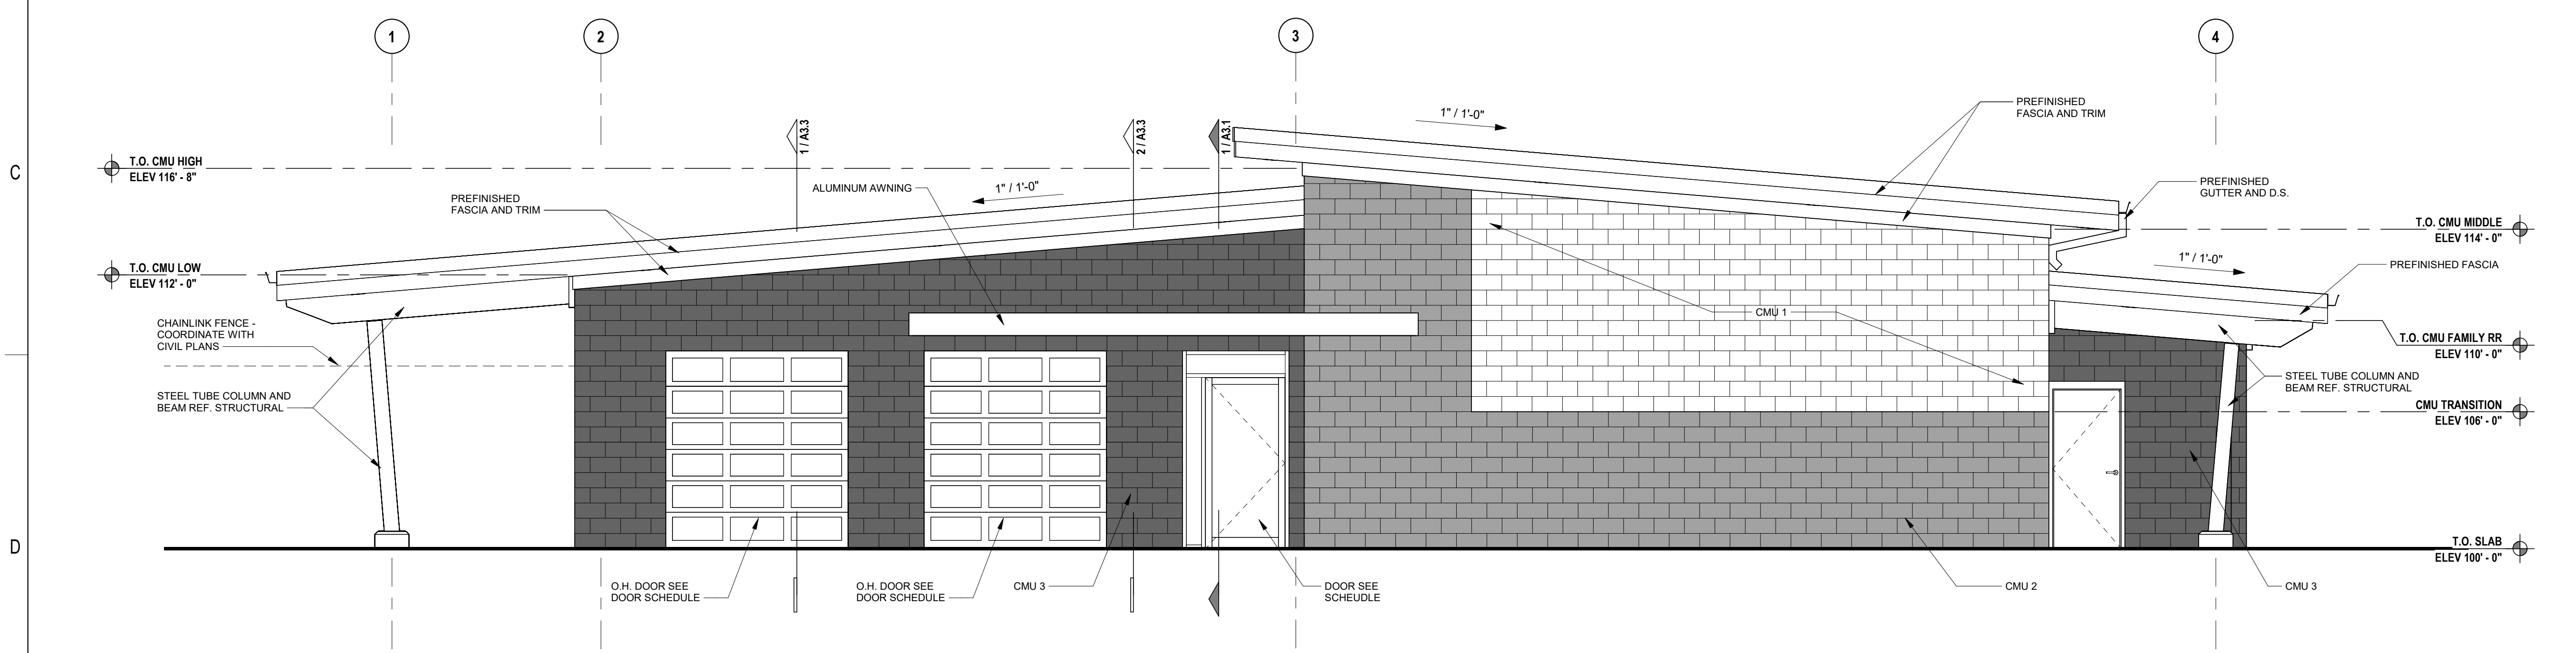 1
2
3
4
C
D
T.O. CMU HIGH
ELEV 116' - 8"
T.O. CMU LOW
ELEV 112' - 0"
CHAINLINK FENCE -
COORDINATE WITH
CIVIL PLANS
STEEL TUBE COLUMN AND
BEAM REF. STRUCTURAL
PREFINISHED
FASCIA AND TRIM
1 / A3.3
ALUMINUM AWNING
1" / 1'-0"
2 / A3.3
1 / A3.1
1" / 1'-0"
PREFINISHED
FASCIA AND TRIM
PREFINISHED
GUTTER AND D.S.
T.O. CMU MIDDLE
ELEV 114' - 0"
1" / 1'-0"
PREFINISHED FASCIA
CMU 1
T.O. CMU FAMILY RR
ELEV 110' - 0"
STEEL TUBE COLUMN AND
BEAM REF. STRUCTURAL
CMU TRANSITION
ELEV 106' - 0"
T.O. SLAB
ELEV 100' - 0"
O.H. DOOR SEE
DOOR SCHEDULE
O.H. DOOR SEE
DOOR SCHEDULE
CMU 3
DOOR SEE
SCHEUDLE
CMU 2
CMU 3